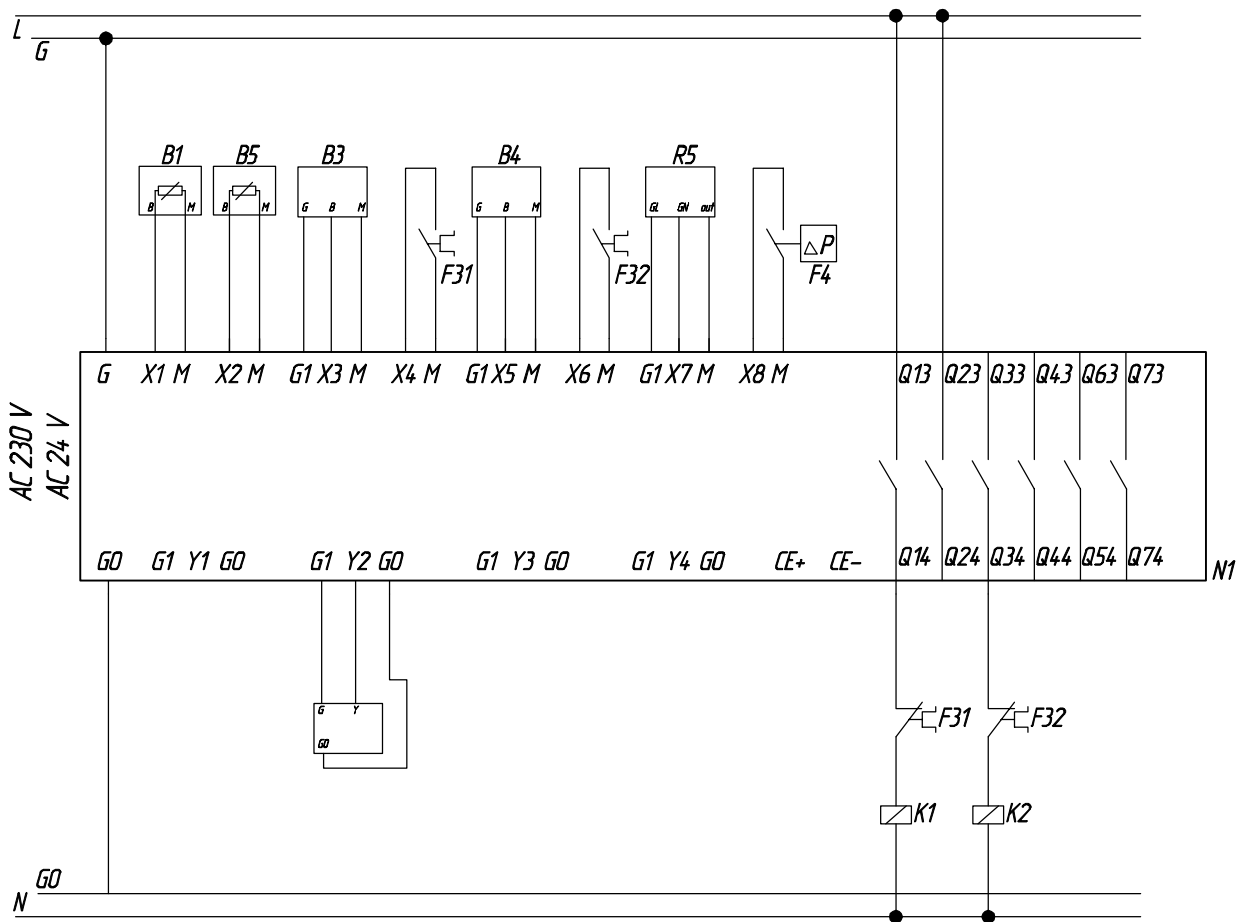 L
G
B1 B5 B3 B4 R5
B M B M G B M G B M GL GN out
F31 F32 △P
F4
G X1 M X2 M G1 X3 M X4 M G1 X5 M X6 M G1 X7 M X8 M Q13 Q23 Q33 Q43 Q63 Q73
AC 230 V
AC 24 V
G0 G1 Y1 G0 G1 Y2 G0 G1 Y3 G0 G1 Y4 G0 CE+ CE- Q14 Q24 Q34 Q44 Q54 Q74
N1
G Y
G0
F31 F32
K1 K2
G0
N